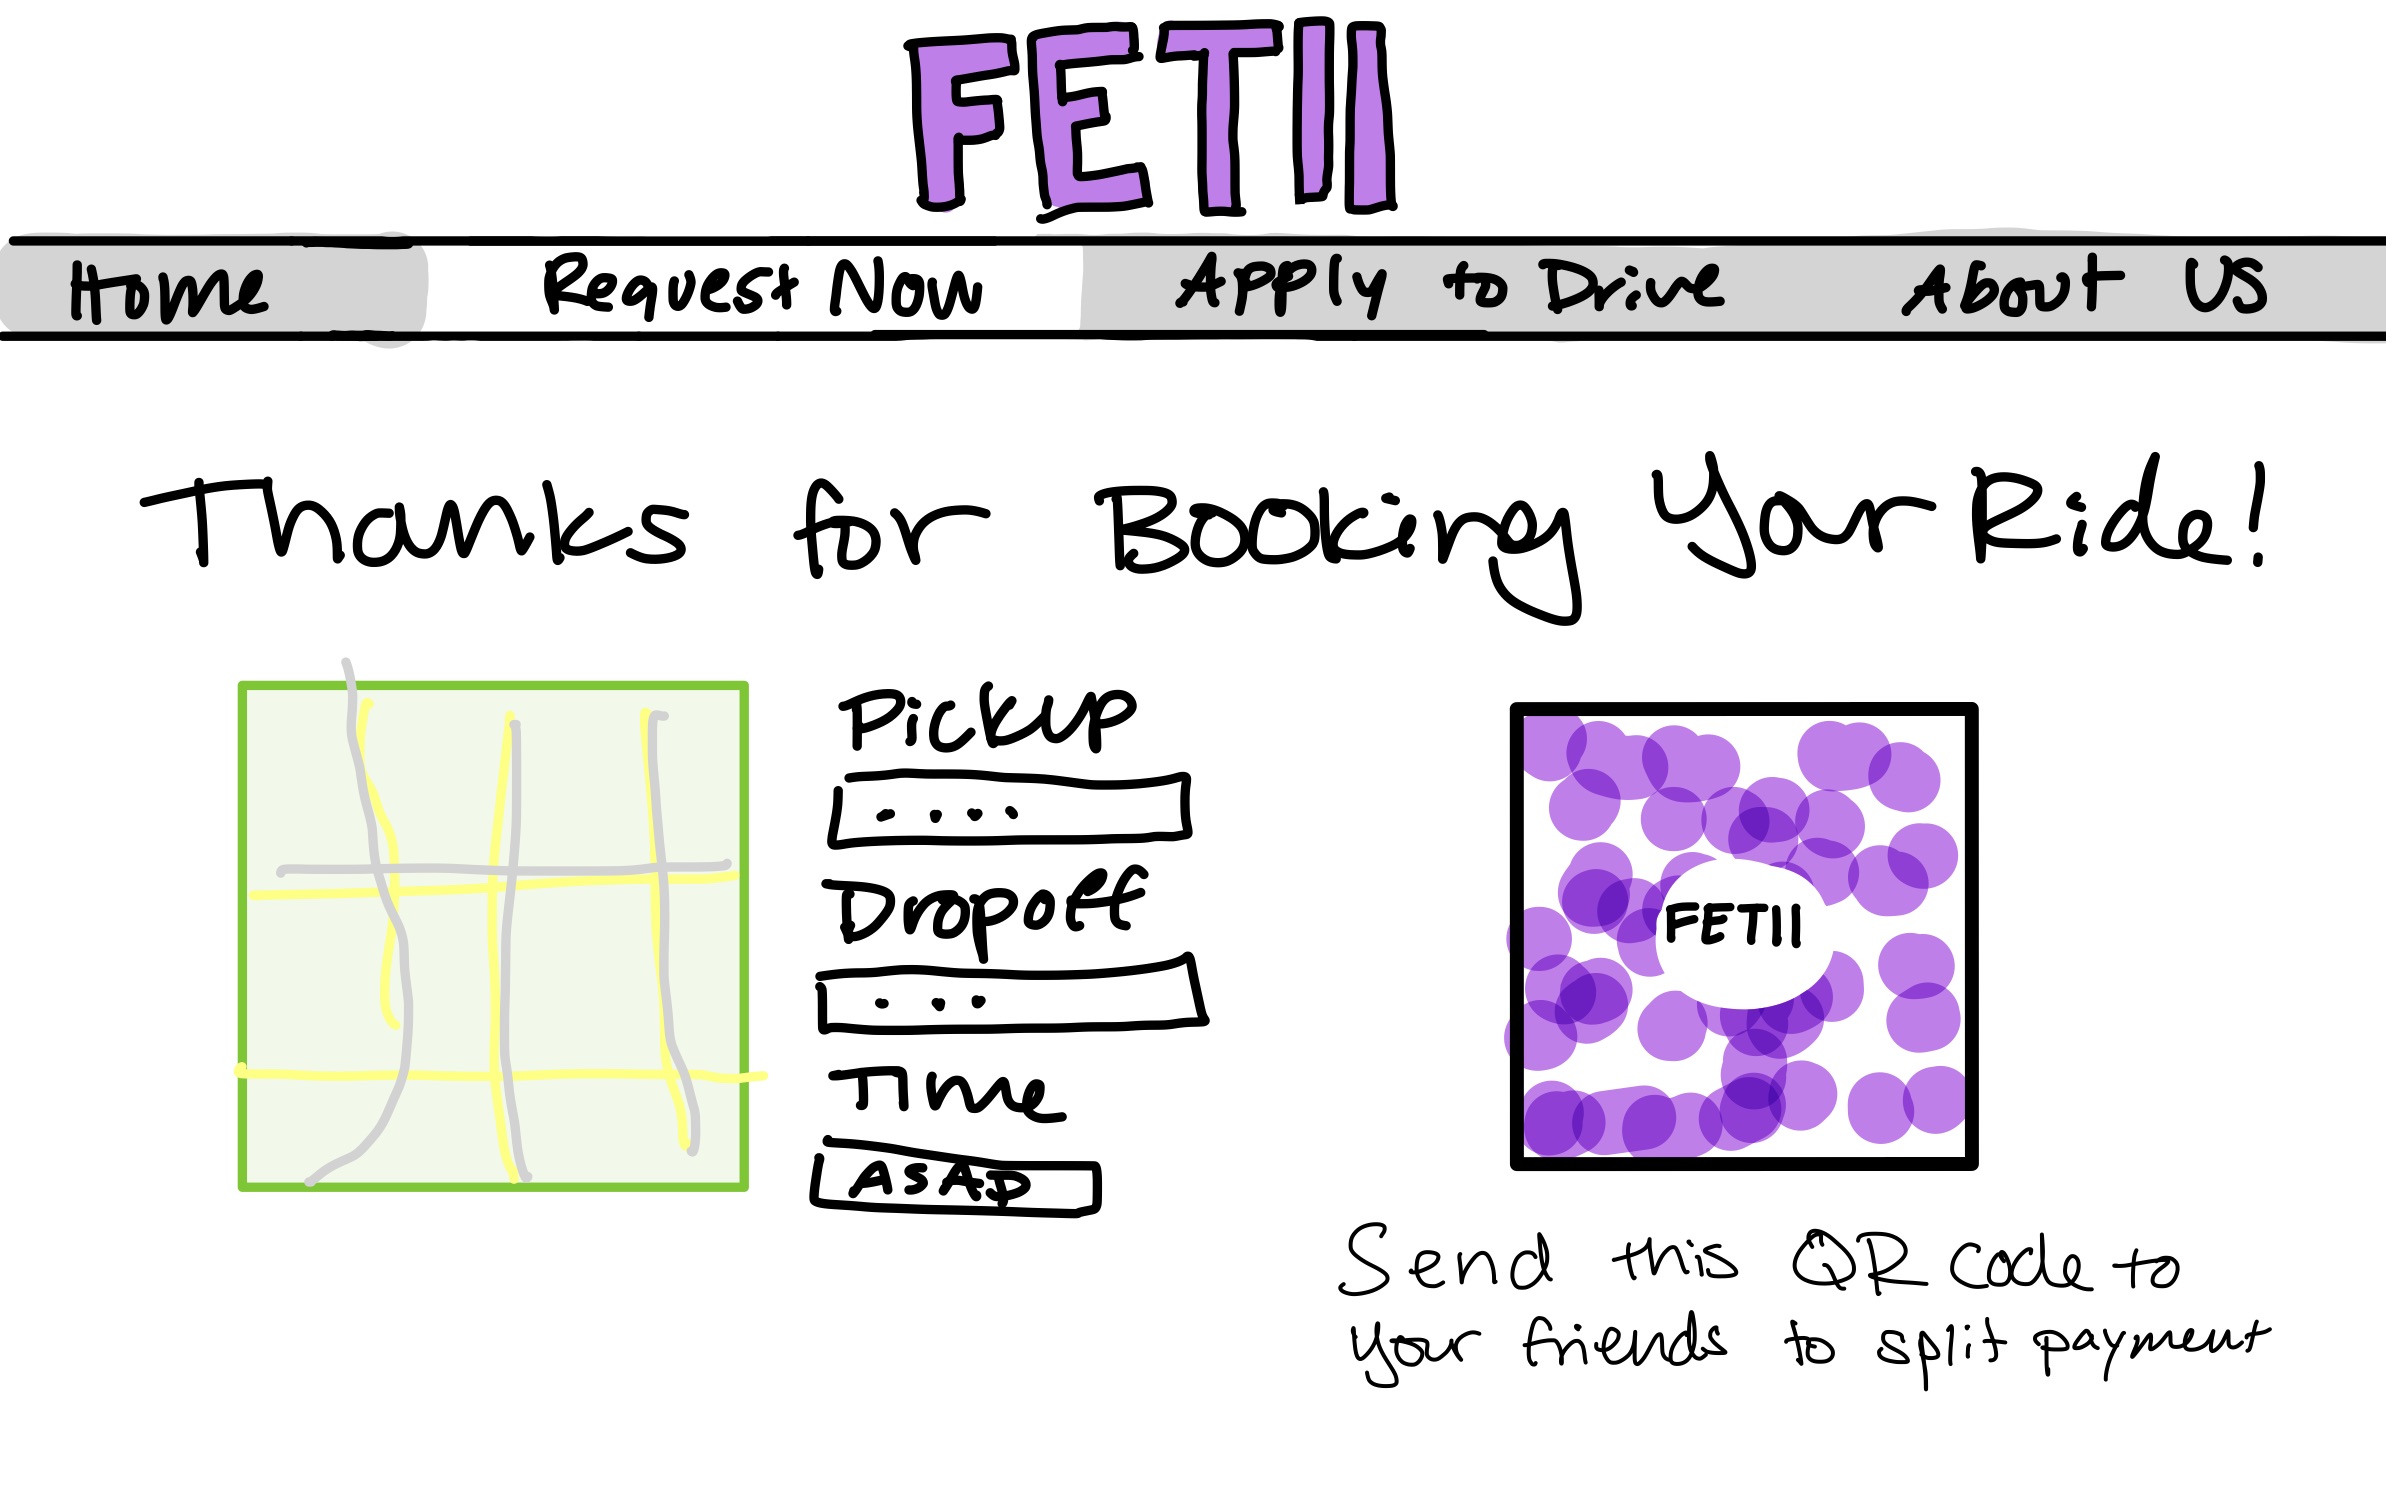 FETII
Home Request Now Apply to Drive About Us
Thanks for Booking Your Ride!
Pickup
....
Dropoff
...
Time
ASAP
FETII
Send this QR code to
your friends to split payment